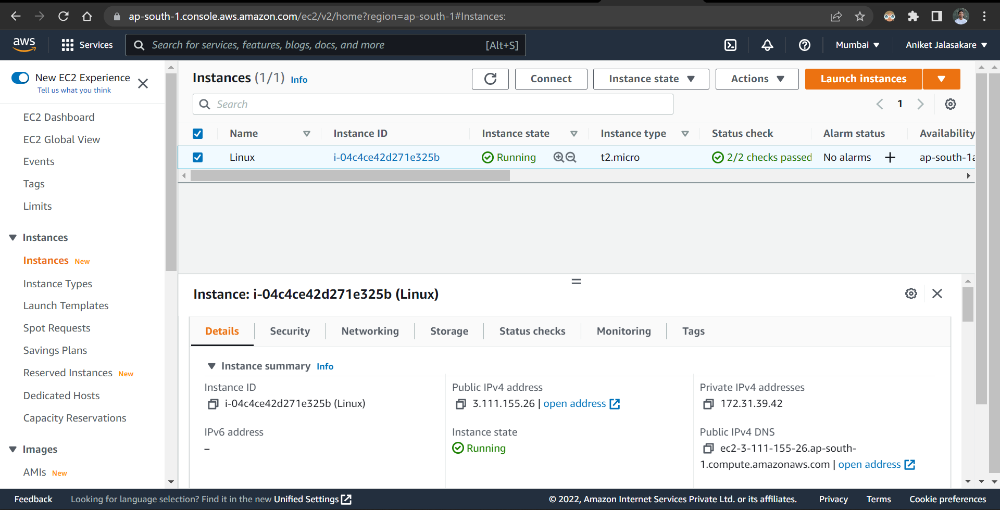 ap-south-1.console.aws.amazon.com/ec2/v2/home?region=ap-south-1#Instances:
aws Services Search for services, features, blogs, docs, and more [Alt+S] Mumbai Aniket Jalasakare
New EC2 Experience
Tell us what you think
EC2 Dashboard
EC2 Global View
Events
Tags
Limits
Instances
Instances New
Instance Types
Launch Templates
Spot Requests
Savings Plans
Reserved Instances New
Dedicated Hosts
Capacity Reservations
Images
AMIs New
Instances (1/1) Info Connect Instance state Actions Launch instances
Search 1
Name Instance ID Instance state Instance type Status check Alarm status Availability
Linux i-04c4ce42d271e325b Running t2.micro 2/2 checks passed No alarms ap-south-1a
Instance: i-04c4ce42d271e325b (Linux)
Details Security Networking Storage Status checks Monitoring Tags
Instance summary Info
Instance ID
i-04c4ce42d271e325b (Linux)
Public IPv4 address
3.111.155.26 | open address
Private IPv4 addresses
172.31.39.42
IPv6 address
–
Instance state
Running
Public IPv4 DNS
ec2-3-111-155-26.ap-south-
1.compute.amazonaws.com | open address
Feedback Looking for language selection? Find it in the new Unified Settings © 2022, Amazon Internet Services Private Ltd. or its affiliates. Privacy Terms Cookie preferences